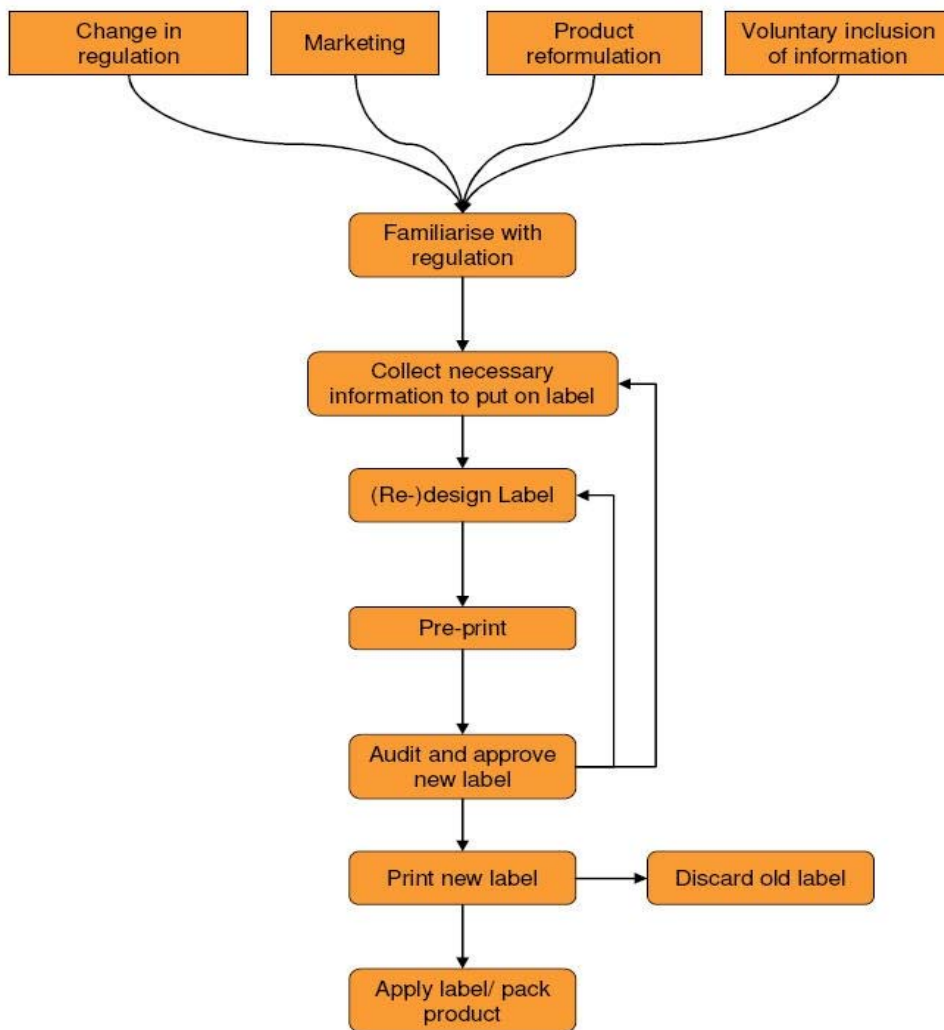 Change in
regulation
Marketing
Product
reformulation
Voluntary inclusion
of information
Familiarise with
regulation
Collect necessary
information to put on label
(Re-)design Label
Pre-print
Audit and approve
new label
Print new label
Discard old label
Apply label/ pack
product